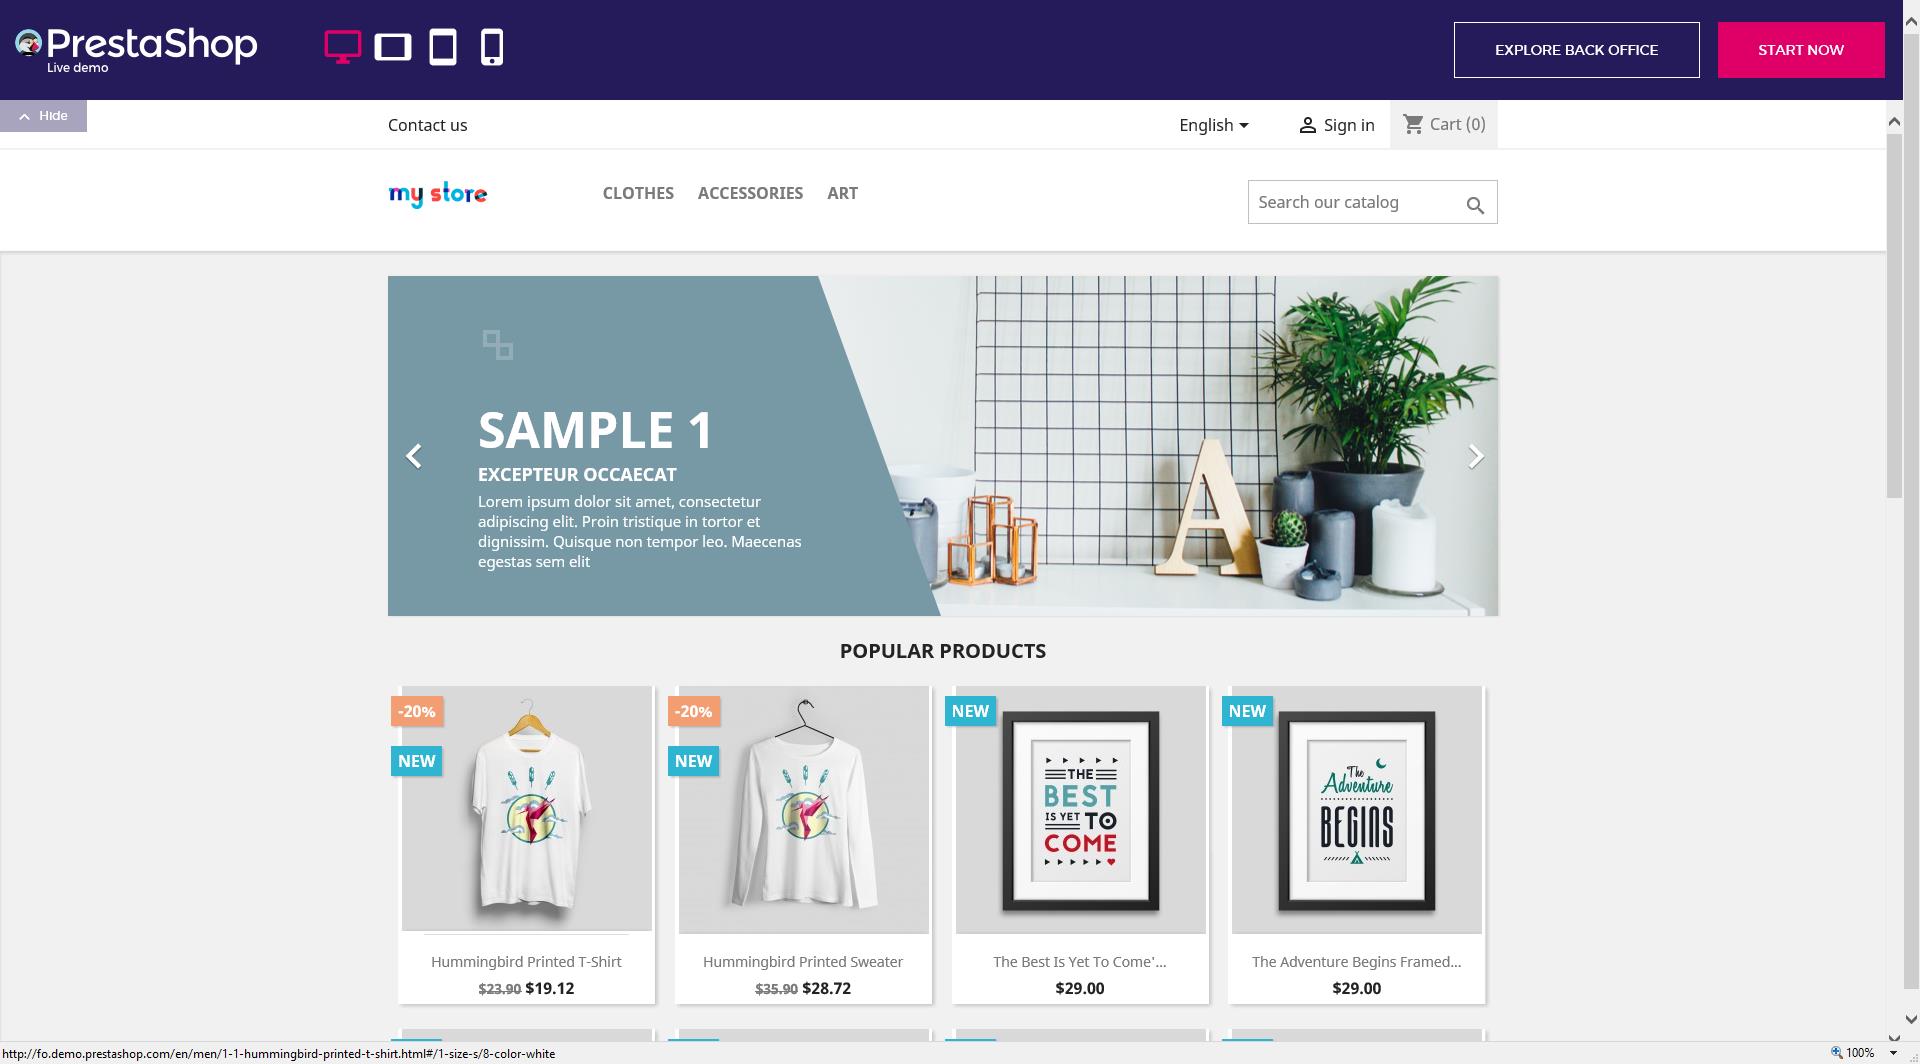 PrestaShop
Live demo
EXPLORE BACK OFFICE
START NOW
Hide
Contact us
English
Sign in
Cart (0)
my store
CLOTHES
ACCESSORIES
ART
Search our catalog
SAMPLE 1
EXCEPTEUR OCCAECAT
Lorem ipsum dolor sit amet, consectetur
adipiscing elit. Proin tristique in tortor et
dignissim. Quisque non tempor leo. Maecenas
egestas sem elit
A
POPULAR PRODUCTS
-20%
NEW
Hummingbird Printed T-Shirt
$23.90 $19.12
-20%
NEW
Hummingbird Printed Sweater
$35.90 $28.72
NEW
THE
BEST
IS YET TO
COME
The Best Is Yet To Come'...
$29.00
NEW
The
Adventure
BEGINS
The Adventure Begins Framed...
$29.00
http://fo.demo.prestashop.com/en/men/1-1-hummingbird-printed-t-shirt.html#/1-size-s/8-color-white
100%